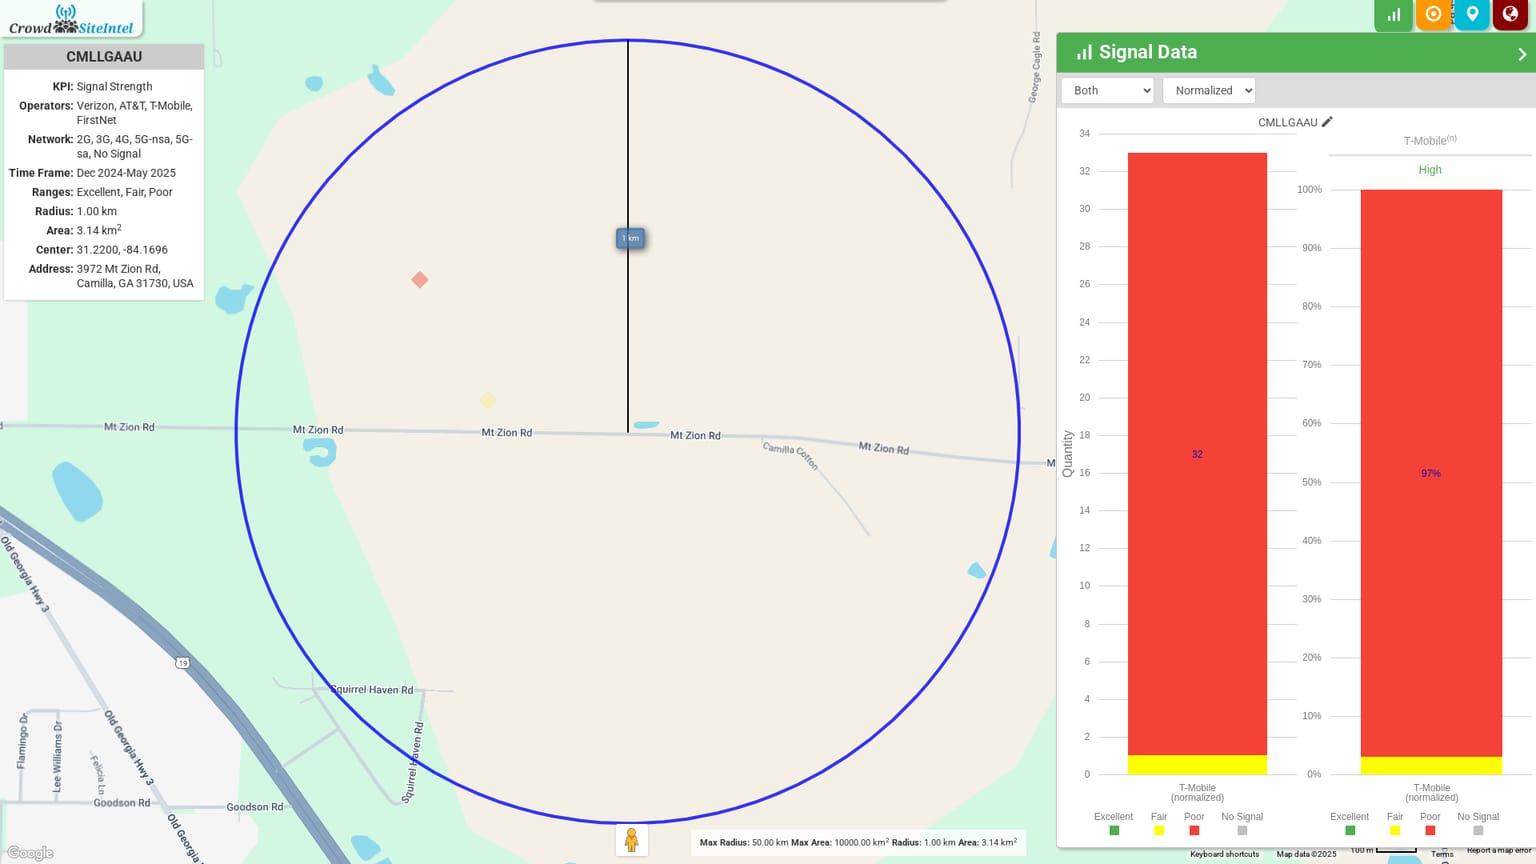 Crowd SiteIntel
CMLLGAAU
KPI: Signal Strength
Operators: Verizon, AT&T, T-Mobile,
FirstNet
Network: 2G, 3G, 4G, 5G-nsa, 5G-
sa, No Signal
Time Frame: Dec 2024-May 2025
Ranges: Excellent, Fair, Poor
Radius: 1.00 km
Area: 3.14 km²
Center: 31.2200, -84.1696
Address: 3972 Mt Zion Rd,
Camilla, GA 31730, USA
George Cagle Rd
1 km
Mt Zion Rd
Mt Zion Rd
Mt Zion Rd
Mt Zion Rd
Mt Zion Rd
M
Camilla Cotton
Old Georgia Hwy 3
19
Squirrel Haven Rd
Squirrel Haven Rd
Flamingo Dr
Lee Williams Dr
Felicia Ln
Old Georgia Hwy 3
Goodson Rd
Goodson Rd
Old Georgia
Google
Max Radius: 50.00 km Max Area: 10000.00 km² Radius: 1.00 km Area: 3.14 km²
Signal Data
Both
Normalized
CMLLGAAU
Quantity
34
32
30
28
26
24
22
20
18
16
14
12
10
8
6
4
2
0
32
T-Mobile
(normalized)
Excellent Fair Poor No Signal
T-Mobile(n)
High
100%
90%
80%
70%
60%
50%
40%
30%
20%
10%
0%
97%
T-Mobile
(normalized)
Excellent Fair Poor No Signal
Keyboard shortcuts
Map data ©2025
100 m
Terms
Report a map error